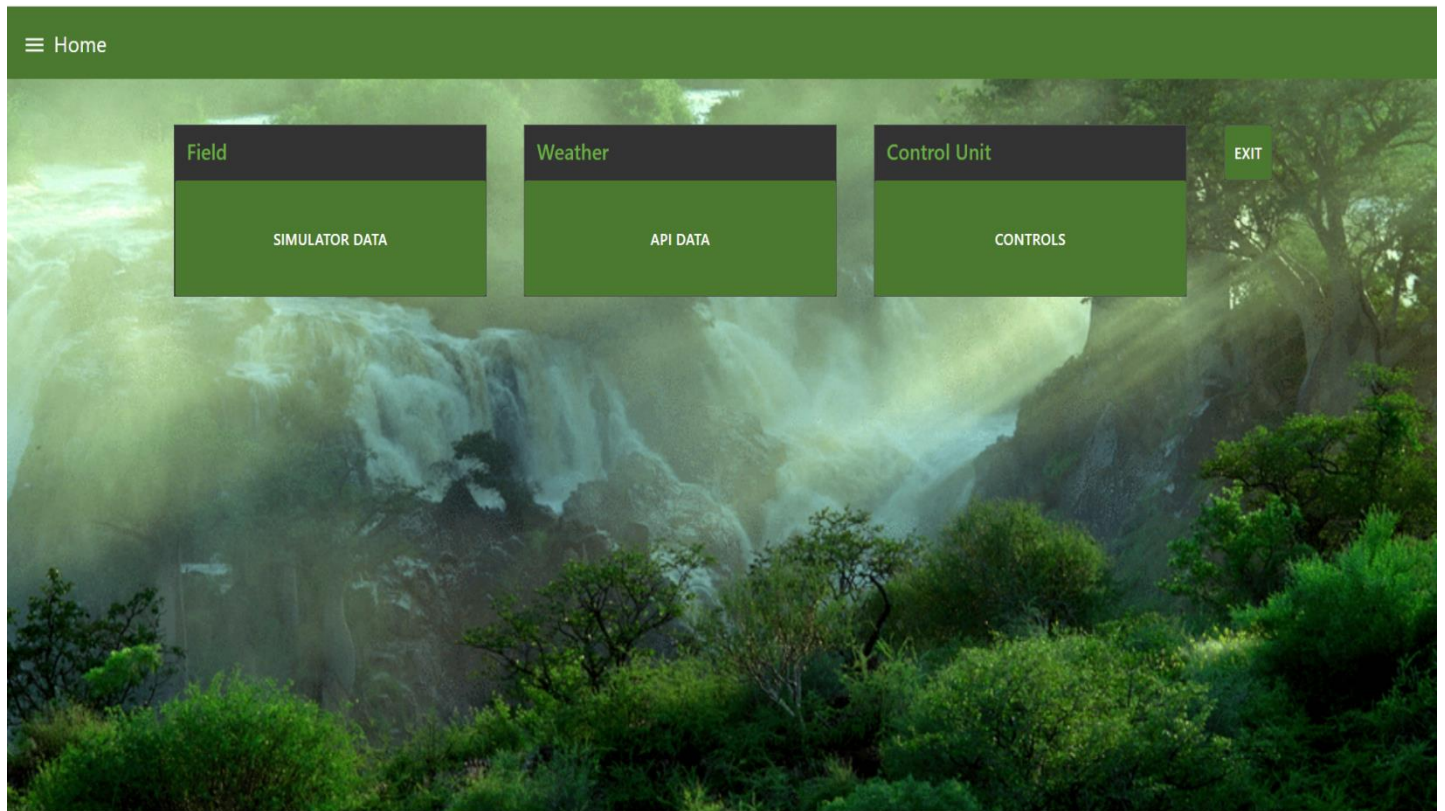 Home
Field
Weather
Control Unit
EXIT
SIMULATOR DATA
API DATA
CONTROLS